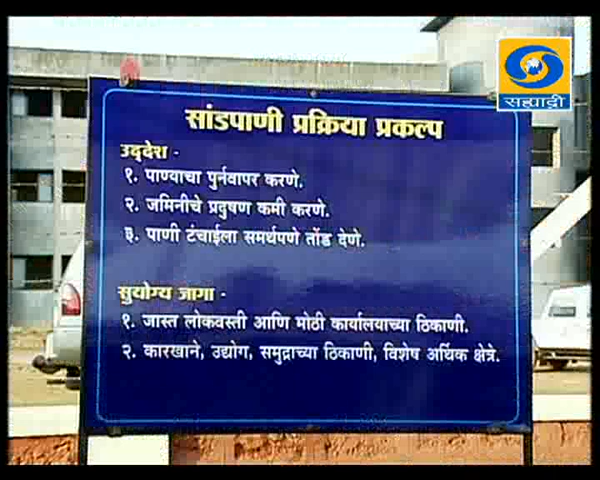 सह्याद्री
सांडपाणी प्रक्रिया प्रकल्प
उद्देश -
१. पाण्याचा पुर्नवापर करणे.
२. जमिनीचे प्रदुषण कमी करणे.
३. पाणी टंचाईला समर्थपणे तोंड देणे.
सुयोग्य जागा -
१. जास्त लोकवस्ती आणि मोठी कार्यालयाच्या ठिकाणी.
२. कारखाने, उद्योग, समुद्राच्या ठिकाणी, विशेष अर्थिक क्षेत्रे.